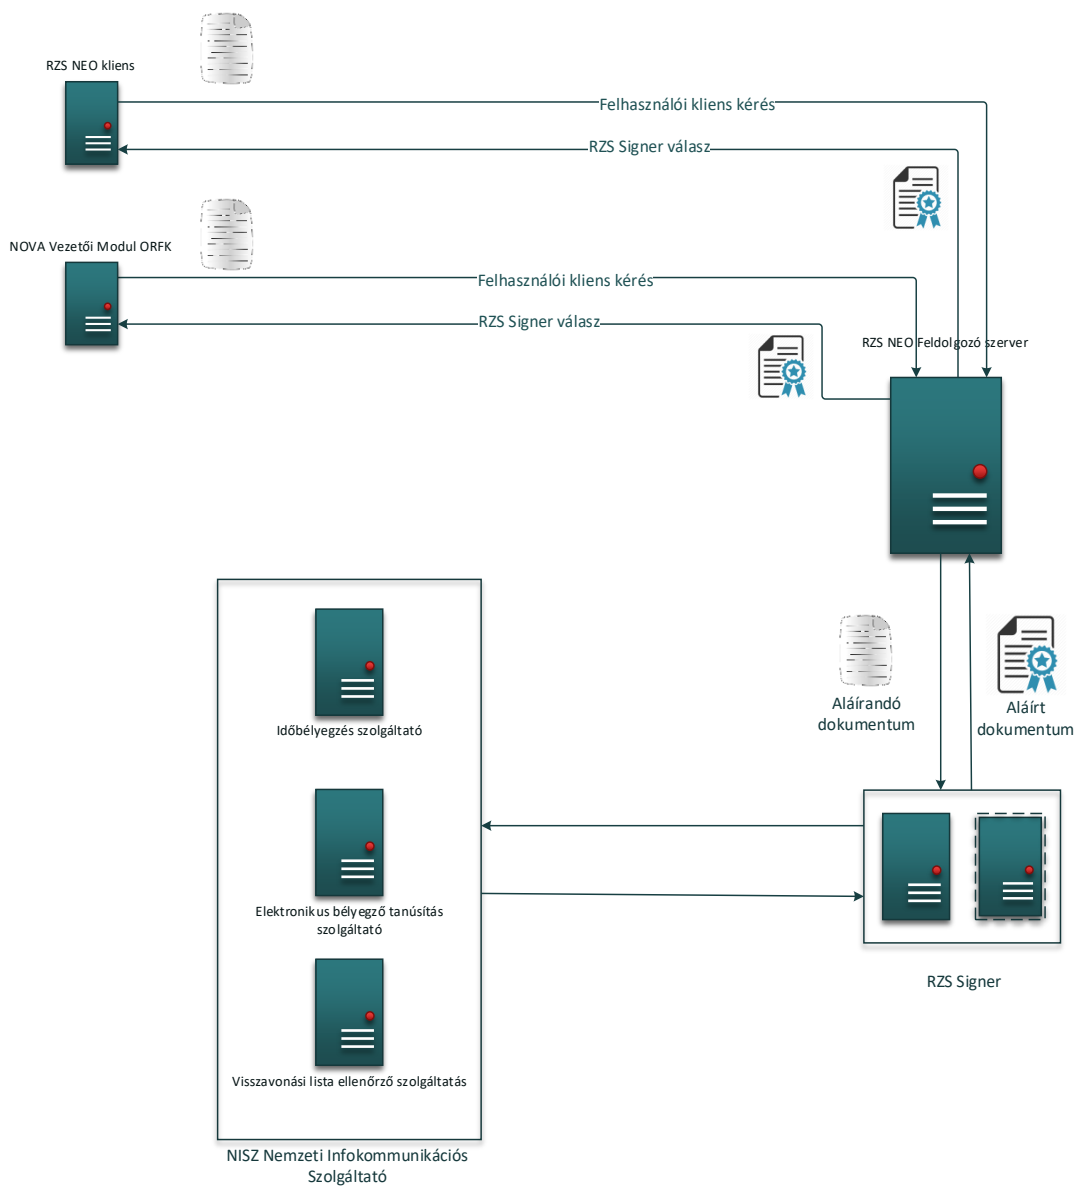 RZS NEO kliens
Felhasználói kliens kérés
RZS Signer válasz
NOVA Vezetői Modul ORFK
Felhasználói kliens kérés
RZS Signer válasz
RZS NEO Feldolgozó szerver
Aláírandó
dokumentum
Aláírt
dokumentum
Időbélyegzés szolgáltató
Elektronikus bélyegző tanúsítás
szolgáltató
Visszavonási lista ellenőrző szolgáltatás
RZS Signer
NISZ Nemzeti Infokommunikációs
Szolgáltató